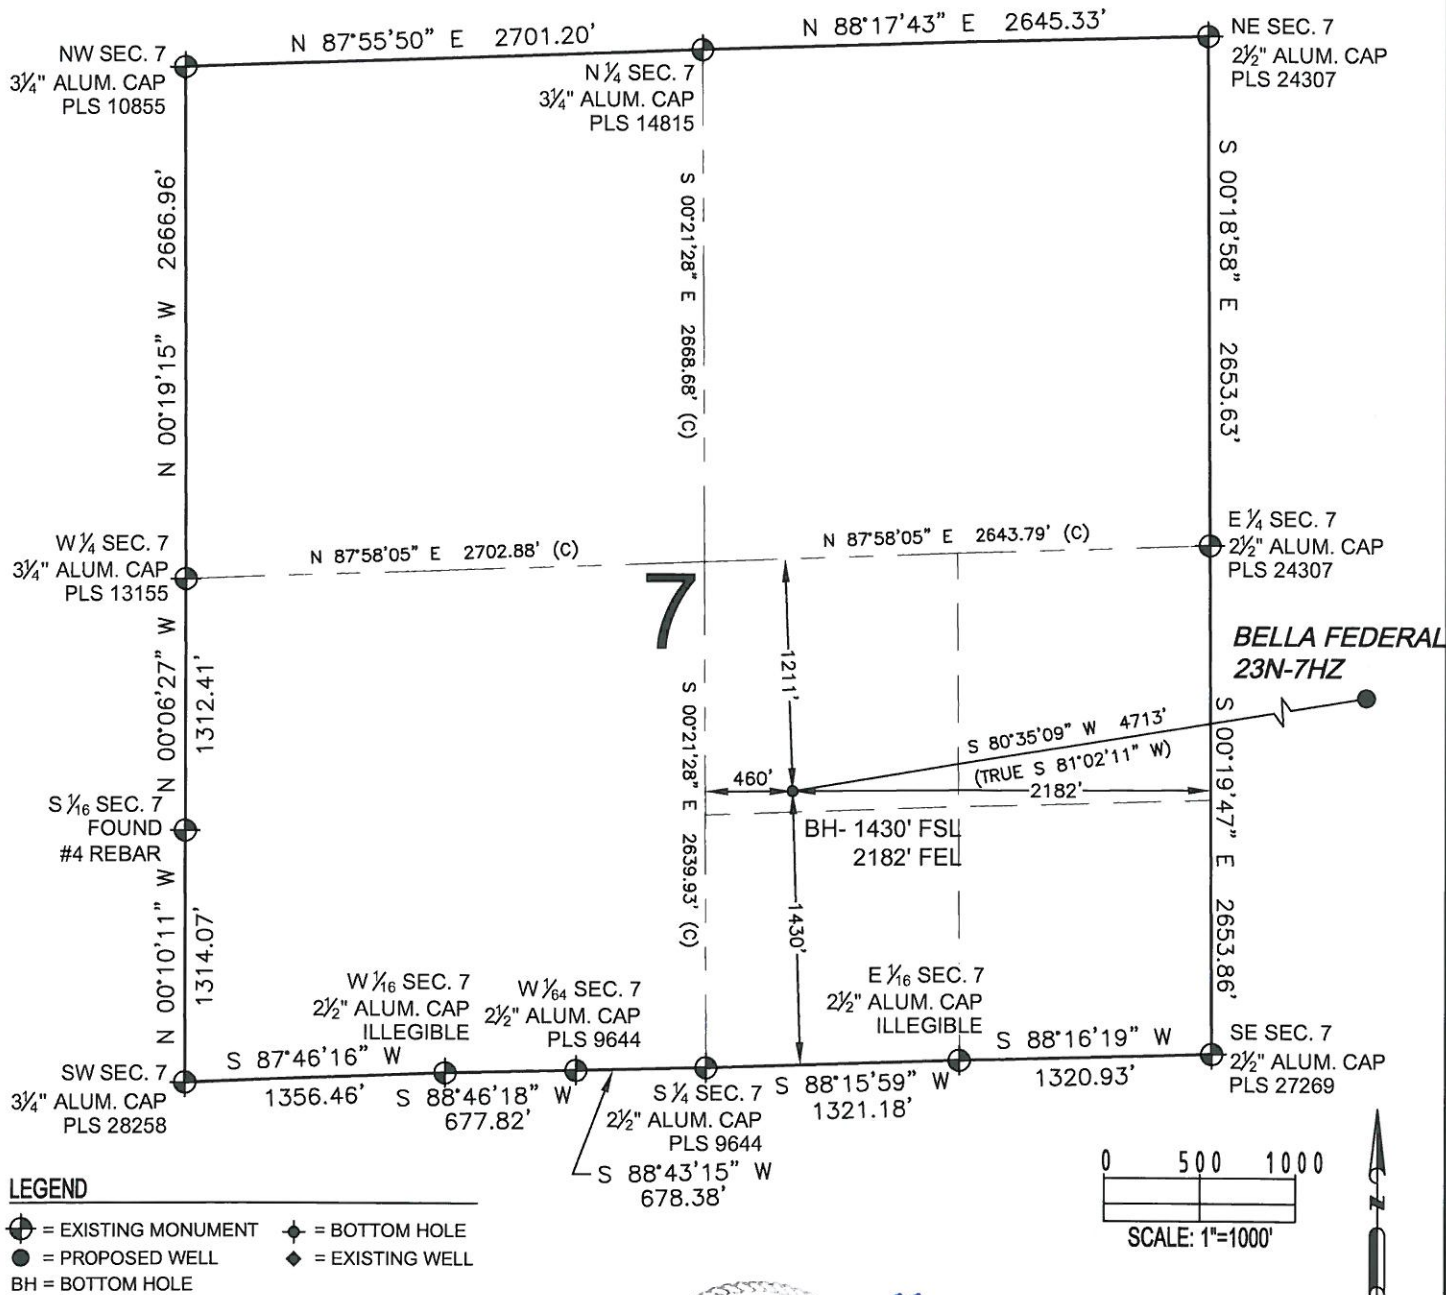 N 87°55'50" E 2701.20'
N 88°17'43" E 2645.33'
NW SEC. 7
3¼" ALUM. CAP
PLS 10855
N ¼ SEC. 7
3¼" ALUM. CAP
PLS 14815
NE SEC. 7
2½" ALUM. CAP
PLS 24307
N 00°19'15" W 2666.96'
S 00°21'28" E 2668.68' (C)
S 00°18'58" E 2653.63'
W ¼ SEC. 7
3¼" ALUM. CAP
PLS 13155
N 87°58'05" E 2702.88' (C)
N 87°58'05" E 2643.79' (C)
E ¼ SEC. 7
2½" ALUM. CAP
PLS 24307
7
BELLA FEDERAL
23N-7HZ
N 00°06'27" W
1312.41'
S 00°21'28" E 2639.93' (C)
1211'
S 80°35'09" W 4713'
(TRUE S 81°02'11" W)
460'
2182'
S 00°19'47" E 2653.86'
S 1⁄16 SEC. 7
FOUND
#4 REBAR
BH- 1430' FSL
2182' FEL
1430'
N 00°10'11" W
1314.07'
W 1⁄16 SEC. 7
2½" ALUM. CAP
ILLEGIBLE
W 1⁄64 SEC. 7
2½" ALUM. CAP
PLS 9644
E 1⁄16 SEC. 7
2½" ALUM. CAP
ILLEGIBLE
SW SEC. 7
3¼" ALUM. CAP
PLS 28258
S 87°46'16" W
1356.46'
S 88°46'18" W
677.82'
S ¼ SEC. 7
2½" ALUM. CAP
PLS 9644
S 88°43'15" W
678.38'
S 88°15'59" W
1321.18'
S 88°16'19" W
1320.93'
SE SEC. 7
2½" ALUM. CAP
PLS 27269
LEGEND
= EXISTING MONUMENT
= BOTTOM HOLE
= PROPOSED WELL
= EXISTING WELL
BH = BOTTOM HOLE
0 500 1000
SCALE: 1"=1000'
N